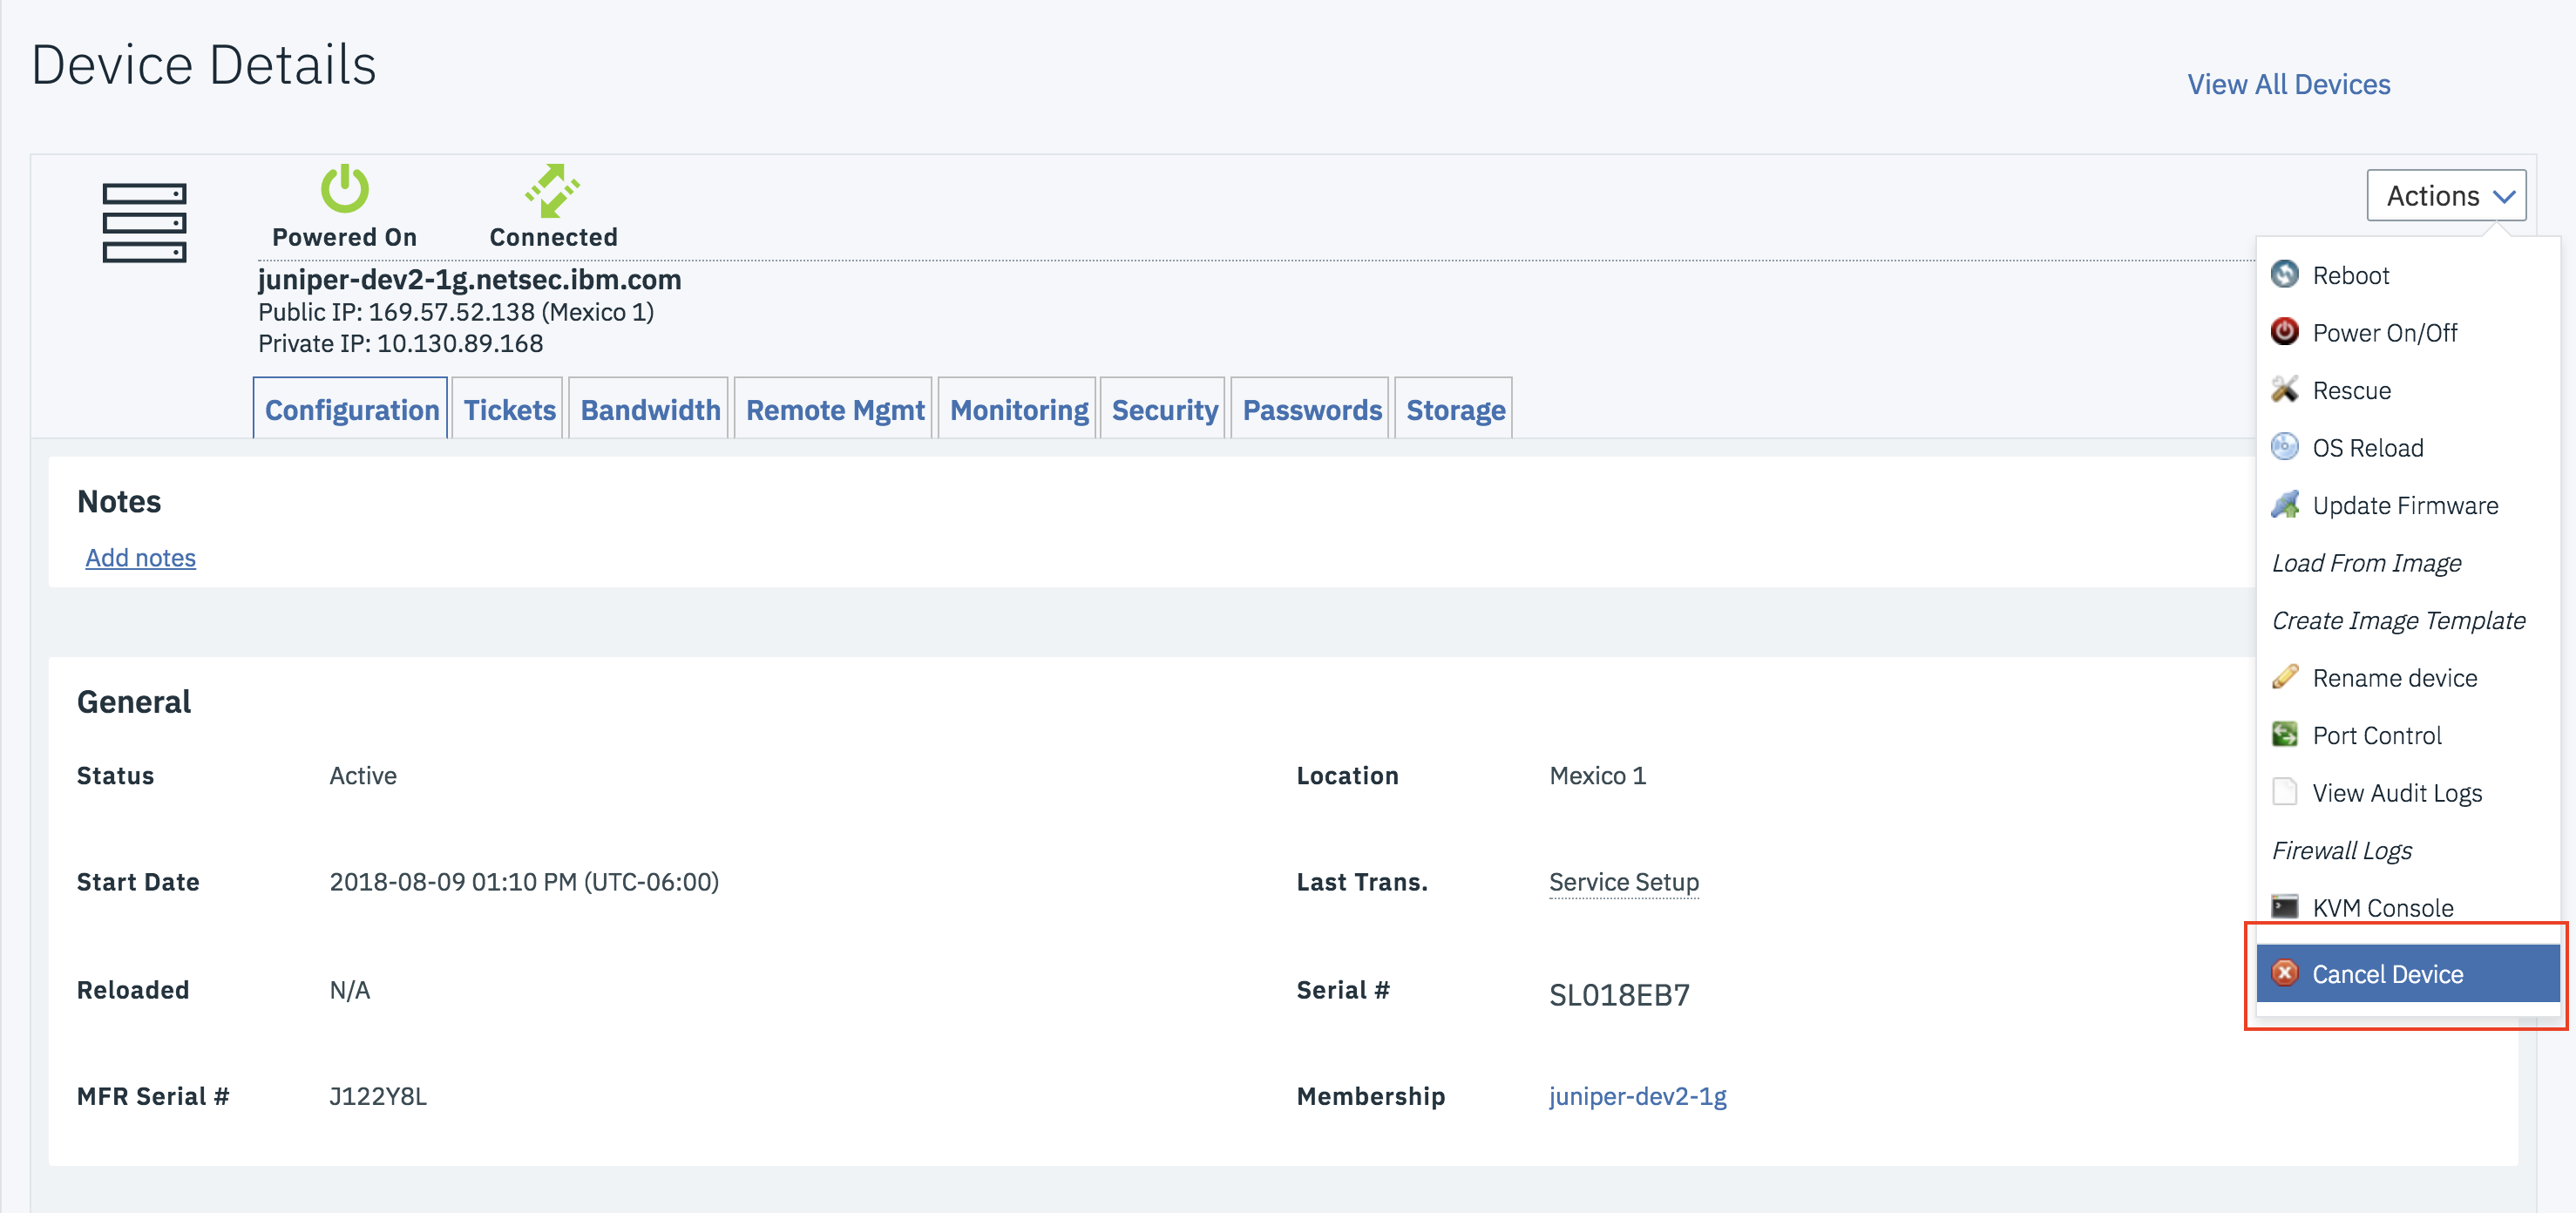 Device Details
View All Devices
Powered On
Connected
Actions
juniper-dev2-1g.netsec.ibm.com
Public IP: 169.57.52.138 (Mexico 1)
Private IP: 10.130.89.168
Configuration
Tickets
Bandwidth
Remote Mgmt
Monitoring
Security
Passwords
Storage
Reboot
Power On/Off
Rescue
OS Reload
Update Firmware
Load From Image
Create Image Template
Rename device
Port Control
View Audit Logs
Firewall Logs
KVM Console
Cancel Device
Notes
Add notes
General
Status Active
Location Mexico 1
Start Date 2018-08-09 01:10 PM (UTC-06:00)
Last Trans. Service Setup
Reloaded N/A
Serial # SL018EB7
MFR Serial # J122Y8L
Membership juniper-dev2-1g